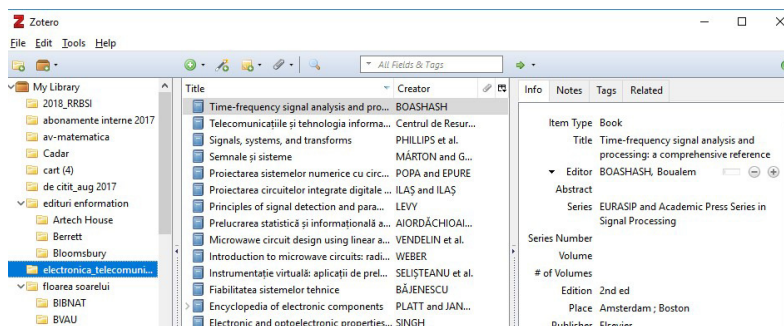 Zotero
File Edit Tools Help
All Fields & Tags
My Library
2018_RRBSI
abonamente interne 2017
av-matematica
Cadar
cart (4)
de citit_aug 2017
edituri enformation
Artech House
Berrett
Bloomsbury
electronica_telecomuni...
floarea soarelui
BIBNAT
BVAU
Title Creator
Time-frequency signal analysis and pro... BOASHASH
Telecomunicațiile și tehnologia informa... Centrul de Resur...
Signals, systems, and transforms PHILLIPS et al.
Semnale și sisteme MÁRTON and G...
Proiectarea sistemelor numerice cu circ... POPA and EPURE
Proiectarea circuitelor integrate digitale ... ILAȘ and ILAȘ
Principles of signal detection and para... LEVY
Prelucrarea statistică și informațională a... AIORDĂCHIOAI...
Microwave circuit design using linear a... VENDELIN et al.
Introduction to microwave circuits: radi... WEBER
Instrumentație virtuală: aplicații de prel... SELIȘTEANU et al.
Fiabilitatea sistemelor tehnice BĂJENESCU
Encyclopedia of electronic components PLATT and JAN...
Electronic and optoelectronic properties... SINGH
Info Notes Tags Related
Item Type Book
Title Time-frequency signal analysis and
processing: a comprehensive reference
Editor BOASHASH, Boualem
Abstract
Series EURASIP and Academic Press Series in
Signal Processing
Series Number
Volume
# of Volumes
Edition 2nd ed
Place Amsterdam ; Boston
Publisher Elsevier